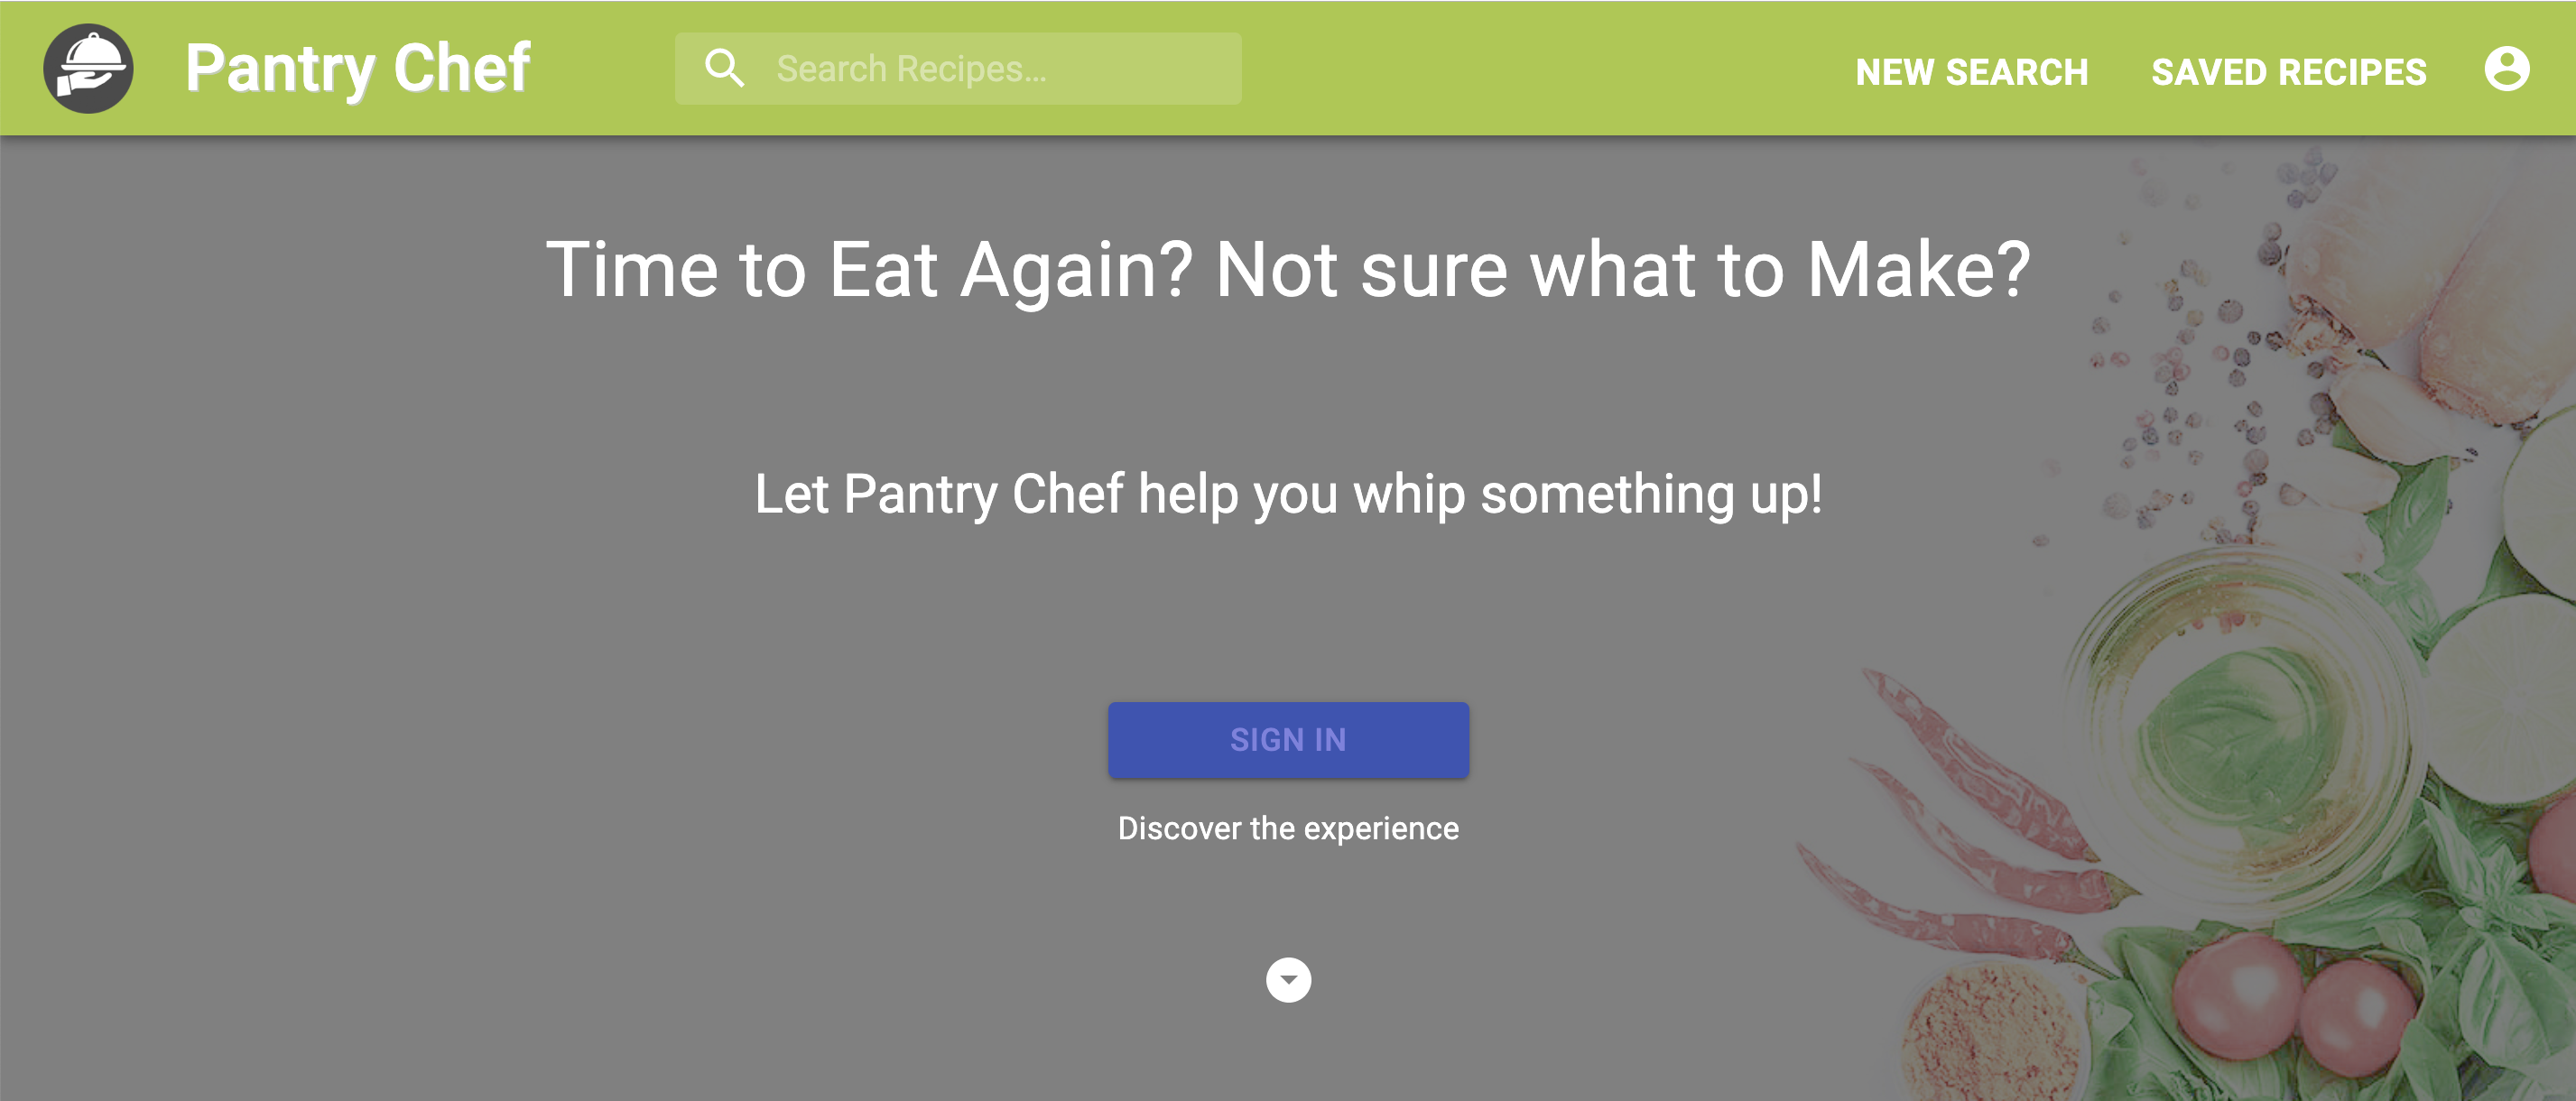 Pantry Chef
Search Recipes...
NEW SEARCH
SAVED RECIPES
Time to Eat Again? Not sure what to Make?
Let Pantry Chef help you whip something up!
SIGN IN
Discover the experience